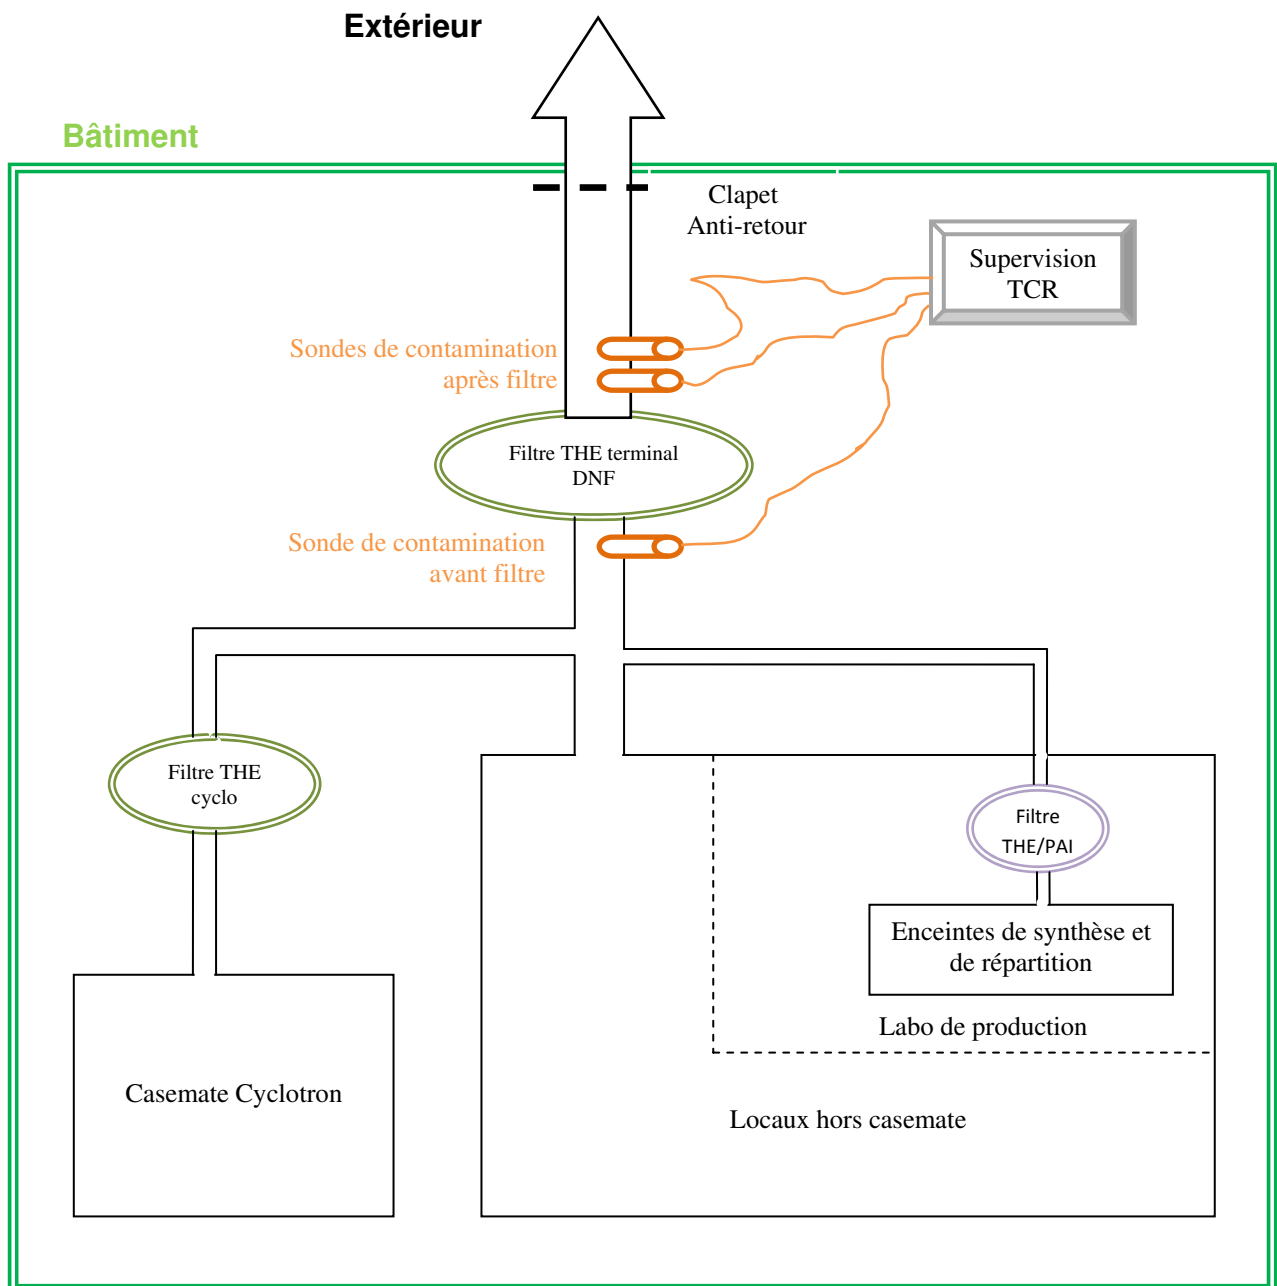 Extérieur
Bâtiment
Clapet
Anti-retour
Supervision
TCR
Sondes de contamination
après filtre
Filtre THE terminal
DNF
Sonde de contamination
avant filtre
Filtre THE
cyclo
Filtre
THE/PAI
Enceintes de synthèse et
de répartition
Labo de production
Casemate Cyclotron
Locaux hors casemate